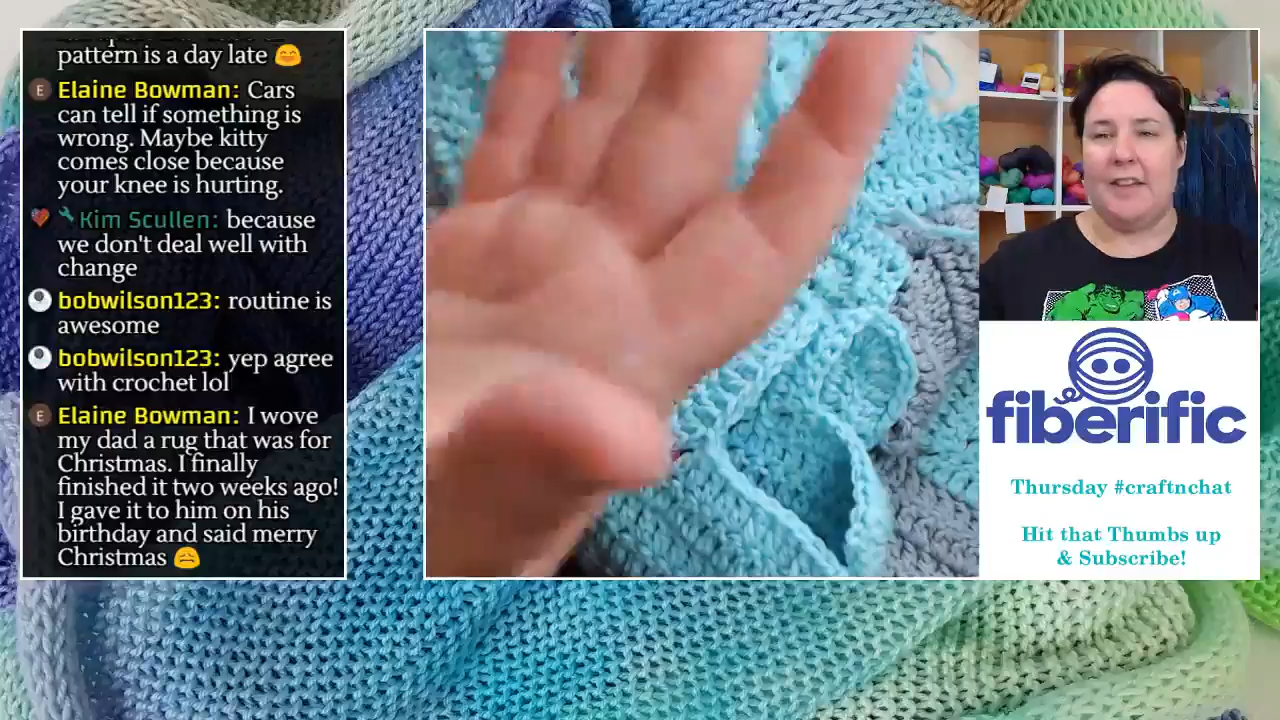 pattern is a day late 😊
E Elaine Bowman: Cars
can tell if something is
wrong. Maybe kitty
comes close because
your knee is hurting.
Kim Scullen: because
we don't deal well with
change
bobwilson123: routine is
awesome
bobwilson123: yep agree
with crochet lol
E Elaine Bowman: I wove
my dad a rug that was for
Christmas. I finally
finished it two weeks ago!
I gave it to him on his
birthday and said merry
Christmas 😩
fiberific
Thursday #craftnchat
Hit that Thumbs up
& Subscribe!